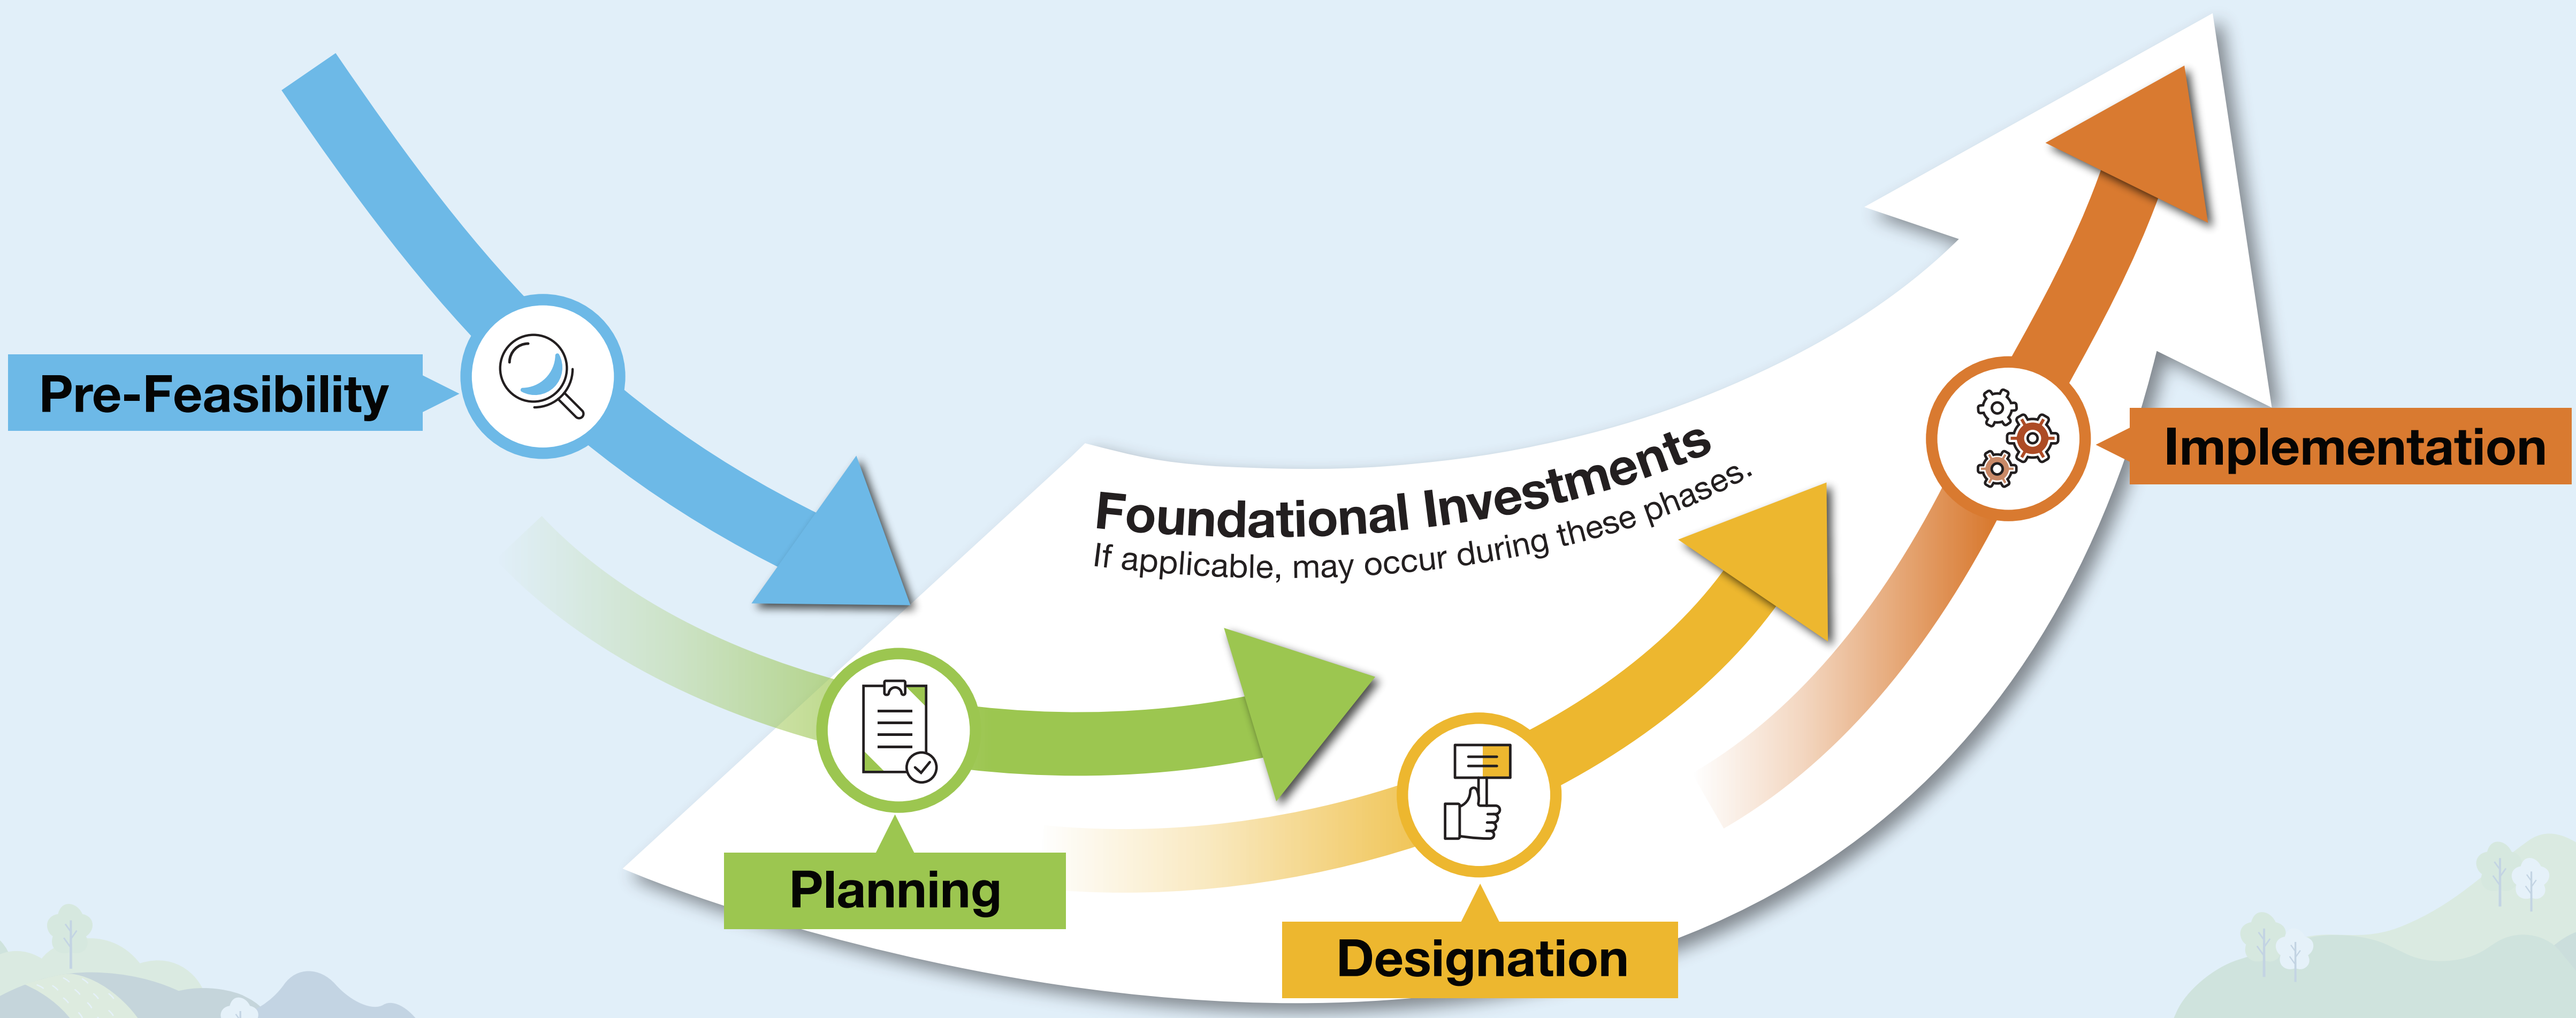 Pre-Feasibility
Foundational Investments
If applicable, may occur during these phases.
Implementation
Planning
Designation